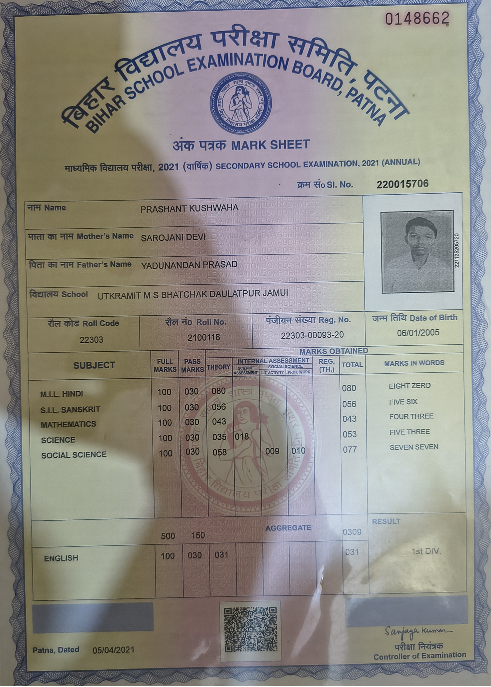 0148662
बिहार विद्यालय परीक्षा समिति, पटना
BIHAR SCHOOL EXAMINATION BOARD, PATNA
अंक पत्रक MARK SHEET
माध्यमिक विद्यालय परीक्षा, 2021 (वार्षिक) SECONDARY SCHOOL EXAMINATION, 2021 (ANNUAL)
क्रम सं० Sl. No. 220015706
नाम Name PRASHANT KUSHWAHA
माता का नाम Mother's Name SAROJANI DEVI
पिता का नाम Father's Name YADUNANDAN PRASAD
विद्यालय School UTKRAMIT M S BHATCHAK DAULATPUR JAMUI
रौल कोड Roll Code रौल नं० Roll No. पंजीयन संख्या Reg. No. जन्म तिथि Date of Birth
22303 2100116 22303-00093-20 06/01/2005
MARKS OBTAINED
SUBJECT FULL MARKS PASS MARKS THEORY INTERNAL ASSESSMENT REG. (TH.) TOTAL MARKS IN WORDS
M.I.L. HINDI 100 030 080 080 EIGHT ZERO
S.I.L. SANSKRIT 100 030 056 056 FIVE SIX
MATHEMATICS 100 030 043 043 FOUR THREE
SCIENCE 100 030 035 018 053 FIVE THREE
SOCIAL SCIENCE 100 030 058 009 010 077 SEVEN SEVEN
500 150 AGGREGATE 0309 RESULT
ENGLISH 100 030 031 031 1st DIV.
Sanjay Kumar
Patna, Dated 05/04/2021
परीक्षा नियंत्रक
Controller of Examination